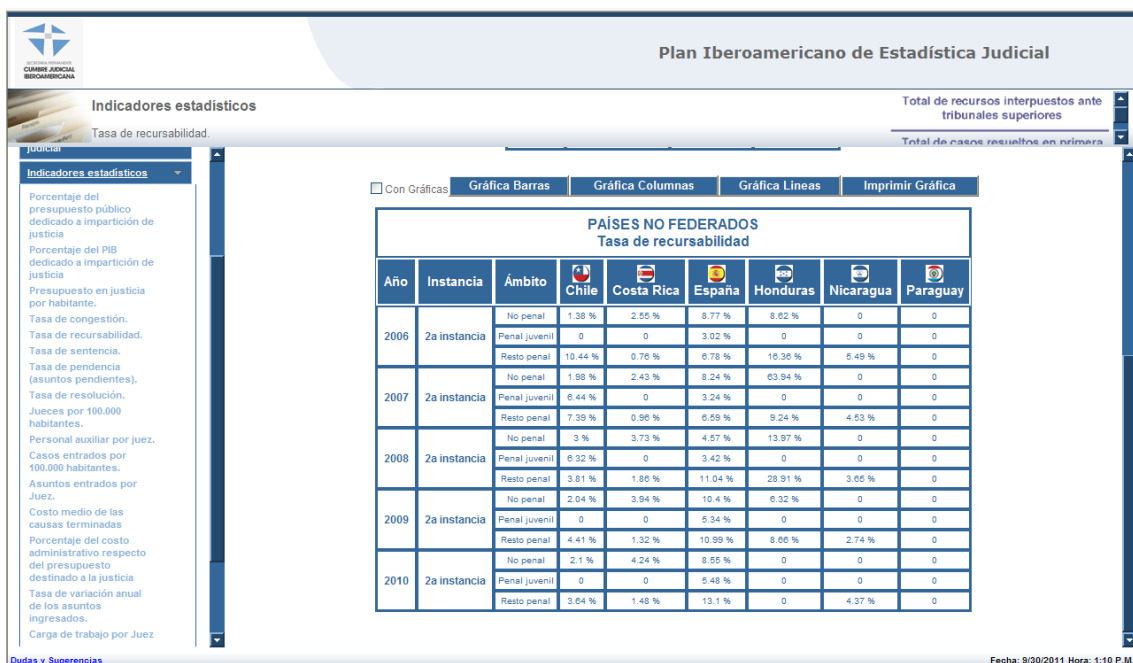 SECRETARÍA PERMANENTE
CUMBRE JUDICIAL
IBEROAMERICANA
Plan Iberoamericano de Estadística Judicial
Indicadores estadísticos
Tasa de recursabilidad.
Total de recursos interpuestos ante
tribunales superiores
Total de casos resueltos en primera
judicial
Indicadores estadísticos
Porcentaje del
presupuesto público
dedicado a impartición de
justicia
Porcentaje del PIB
dedicado a impartición de
justicia
Presupuesto en justicia
por habitante.
Tasa de congestión.
Tasa de recursabilidad.
Tasa de sentencia.
Tasa de pendencia
(asuntos pendientes).
Tasa de resolución.
Jueces por 100.000
habitantes.
Personal auxiliar por juez.
Casos entrados por
100.000 habitantes.
Asuntos entrados por
Juez.
Costo medio de las
causas terminadas
Porcentaje del costo
administrativo respecto
del presupuesto
destinado a la justicia
Tasa de variación anual
de los asuntos
ingresados.
Carga de trabajo por Juez
Con Gráficas Gráfica Barras Gráfica Columnas Gráfica Lineas Imprimir Gráfica
PAÍSES NO FEDERADOS
Tasa de recursabilidad
Año Instancia Ámbito Chile Costa Rica España Honduras Nicaragua Paraguay
No penal 1.38 % 2.55 % 8.77 % 8.62 % 0 0
2006 2a instancia Penal juvenil 0 0 3.02 % 0 0 0
Resto penal 10.44 % 0.76 % 6.78 % 16.36 % 5.49 % 0
No penal 1.98 % 2.43 % 8.24 % 63.94 % 0 0
2007 2a instancia Penal juvenil 6.44 % 0 3.24 % 0 0 0
Resto penal 7.39 % 0.96 % 6.59 % 9.24 % 4.53 % 0
No penal 3 % 3.73 % 4.57 % 13.97 % 0 0
2008 2a instancia Penal juvenil 6.32 % 0 3.42 % 0 0 0
Resto penal 3.81 % 1.86 % 11.04 % 28.91 % 3.65 % 0
No penal 2.04 % 3.94 % 10.4 % 6.32 % 0 0
2009 2a instancia Penal juvenil 0 0 5.34 % 0 0 0
Resto penal 4.41 % 1.32 % 10.99 % 8.66 % 2.74 % 0
No penal 2.1 % 4.24 % 8.55 % 0 0 0
2010 2a instancia Penal juvenil 0 0 5.48 % 0 0 0
Resto penal 3.64 % 1.48 % 13.1 % 0 4.37 % 0
Dudas y Sugerencias
Fecha: 9/30/2011 Hora: 1:10 P.M.